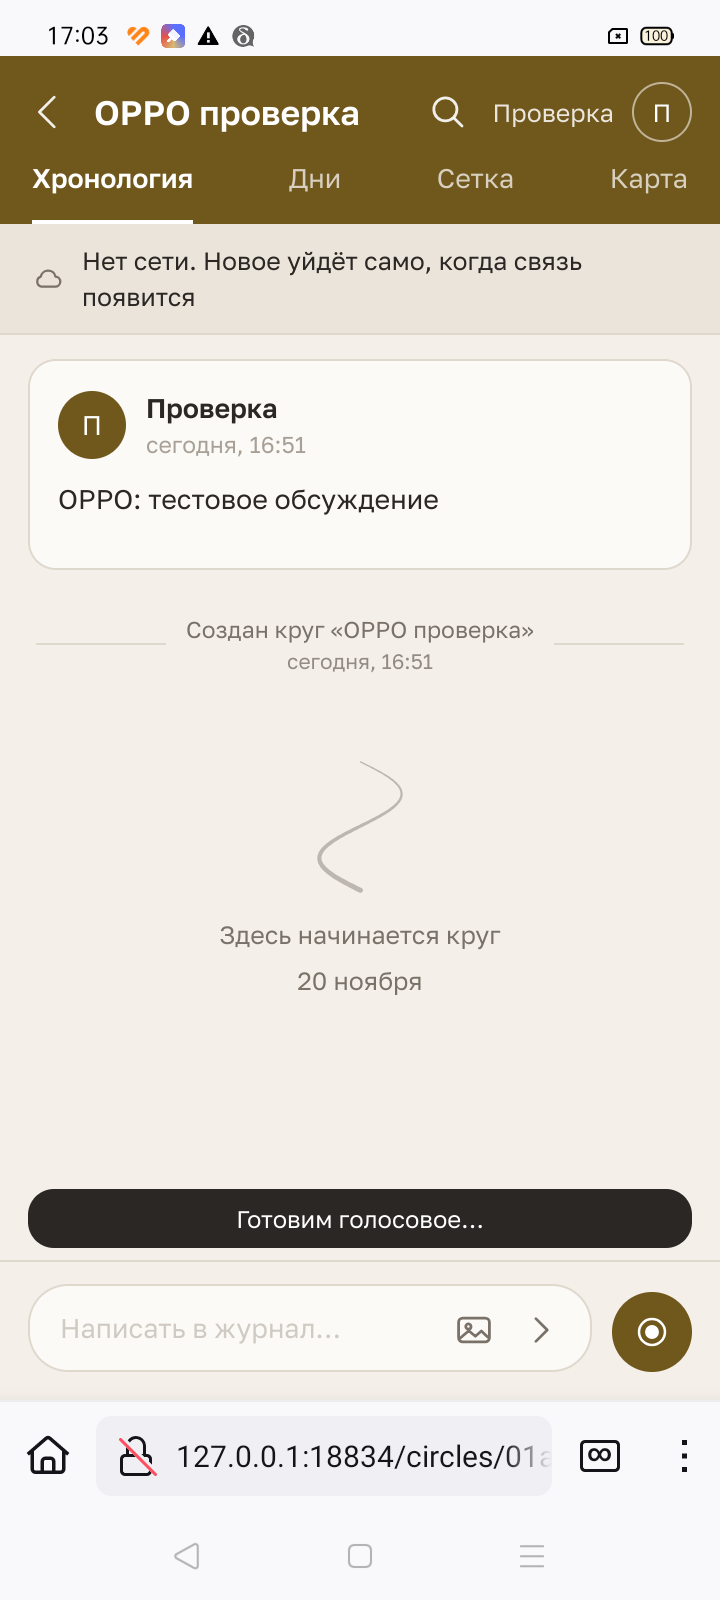 17:03
100
OPPO проверка
Проверка
П
Хронология
Дни
Сетка
Карта
Нет сети. Новое уйдёт само, когда связь
появится
П
Проверка
сегодня, 16:51
OPPO: тестовое обсуждение
Создан круг «OPPO проверка»
сегодня, 16:51
Здесь начинается круг
20 ноября
Готовим голосовое...
Написать в журнал...
127.0.0.1:18834/circles/01a